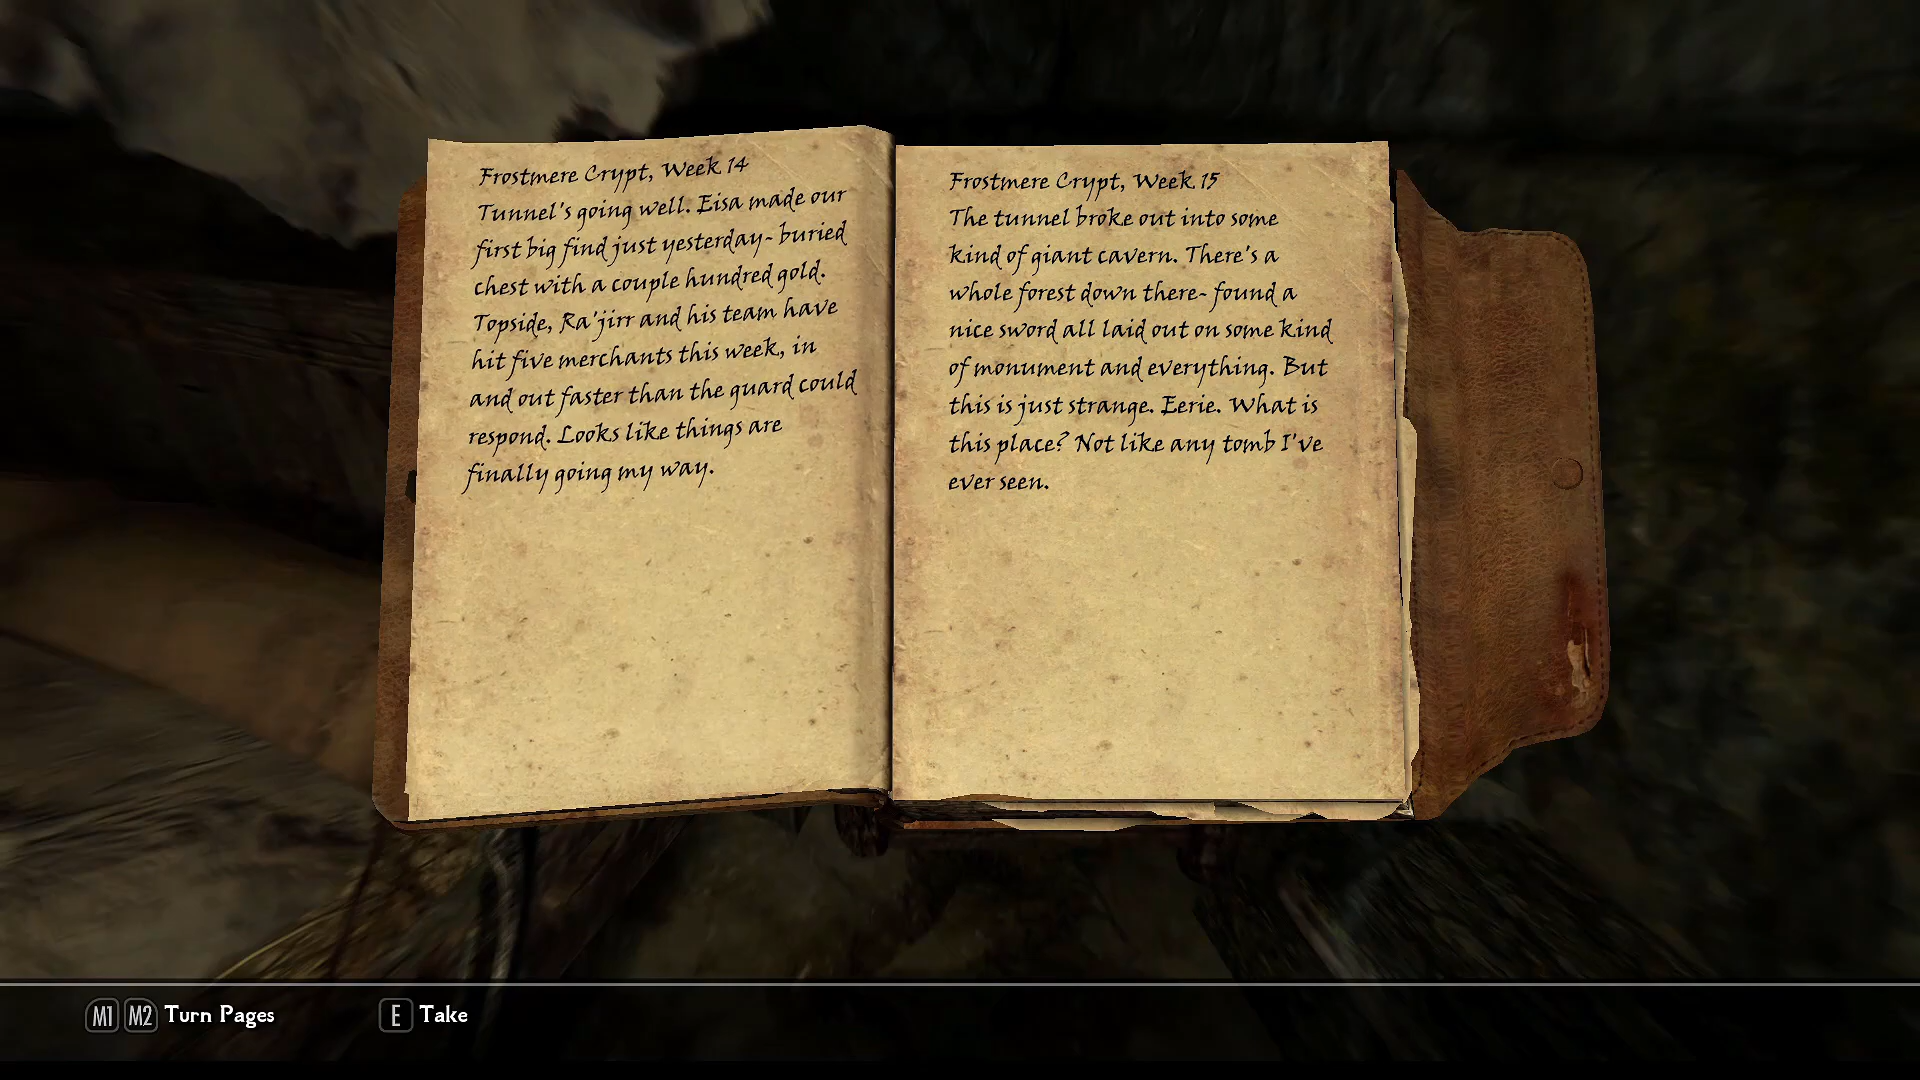 Frostmere Crypt, Week 14
Tunnel's going well. Eisa made our
first big find just yesterday- buried
chest with a couple hundred gold.
Topside, Ra'jirr and his team have
hit five merchants this week, in
and out faster than the guard could
respond. Looks like things are
finally going my way.
Frostmere Crypt, Week 15
The tunnel broke out into some
kind of giant cavern. There's a
whole forest down there- found a
nice sword all laid out on some kind
of monument and everything. But
this is just strange. Eerie. What is
this place? Not like any tomb I've
ever seen.
M1 M2 Turn Pages
E Take